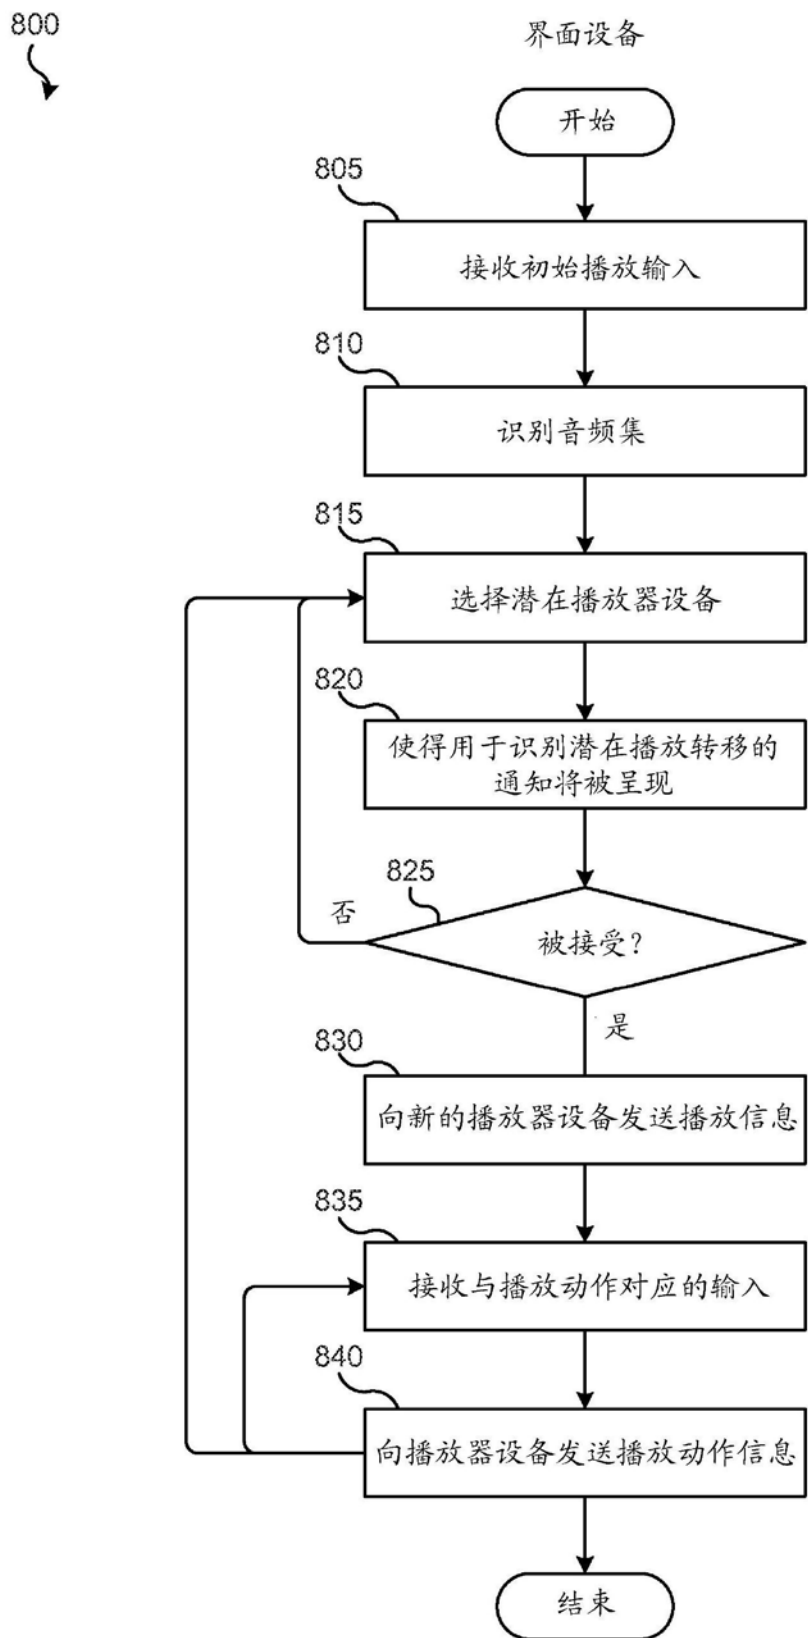 800
界面设备
开始
805
接收初始播放输入
810
识别音频集
815
选择潜在播放器设备
820
使得用于识别潜在播放转移的
通知将被呈现
825
否
被接受?
是
830
向新的播放器设备发送播放信息
835
接收与播放动作对应的输入
840
向播放器设备发送播放动作信息
结束